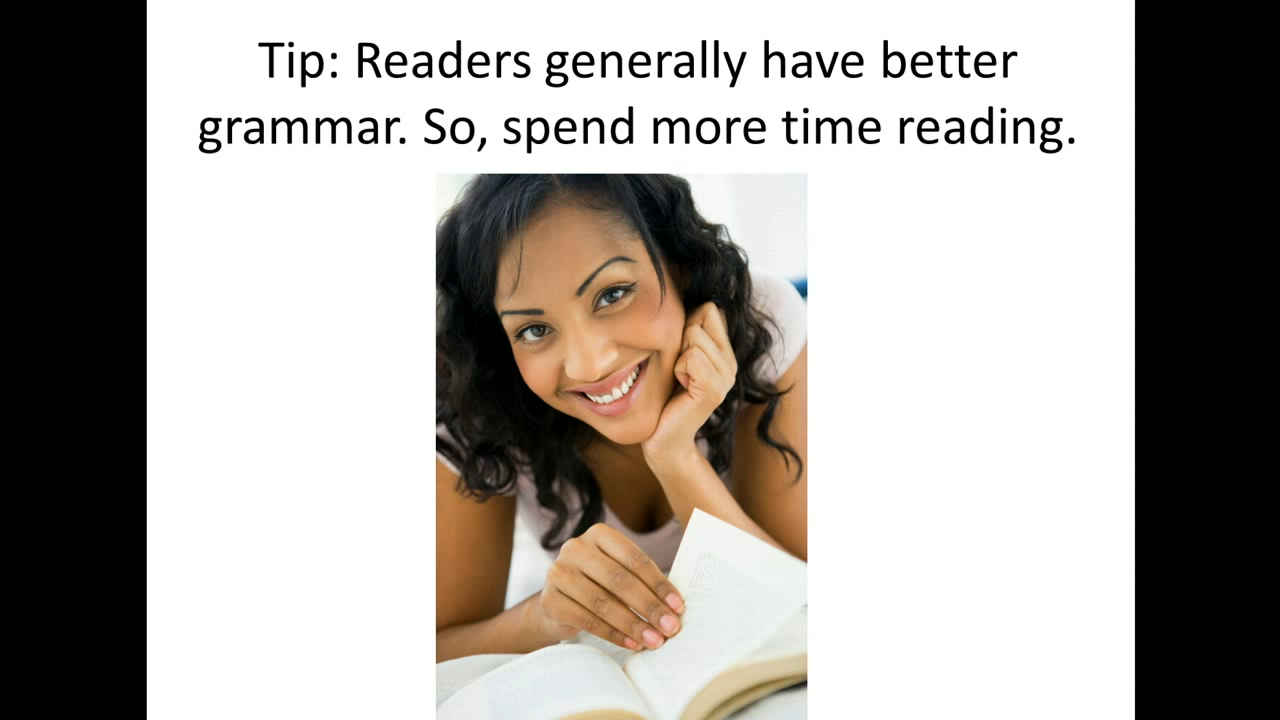 Tip: Readers generally have better
grammar. So, spend more time reading.